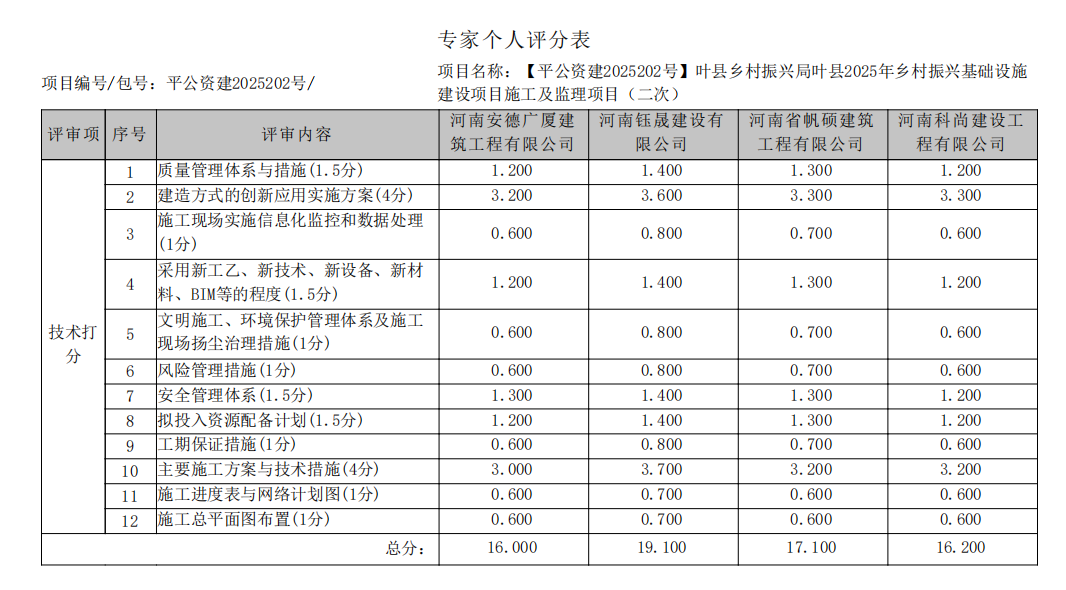 专家个人评分表
项目编号/包号: 平公资建2025202号/
项目名称: 【平公资建2025202号】叶县乡村振兴局叶县2025年乡村振兴基础设施
建设项目施工及监理项目（二次）
评审项 序号 评审内容 河南安德广厦建 河南钰晟建设有 河南省帆硕建筑 河南科尚建设工
筑工程有限公司 限公司 工程有限公司 程有限公司
1 质量管理体系与措施(1.5分) 1.200 1.400 1.300 1.200
2 建造方式的创新应用实施方案(4分) 3.200 3.600 3.300 3.300
施工现场实施信息化监控和数据处理
3 (1分) 0.600 0.800 0.700 0.600
采用新工乙、新技术、新设备、新材
4 料、BIM等的程度(1.5分) 1.200 1.400 1.300 1.200
技术打
分
文明施工、环境保护管理体系及施工
5 现场扬尘治理措施(1分) 0.600 0.800 0.700 0.600
6 风险管理措施(1分) 0.600 0.800 0.700 0.600
7 安全管理体系(1.5分) 1.300 1.400 1.300 1.200
8 拟投入资源配备计划(1.5分) 1.200 1.400 1.300 1.200
9 工期保证措施(1分) 0.600 0.800 0.700 0.600
10 主要施工方案与技术措施(4分) 3.000 3.700 3.200 3.200
11 施工进度表与网络计划图(1分) 0.600 0.700 0.600 0.600
12 施工总平面图布置(1分) 0.600 0.700 0.600 0.600
总分: 16.000 19.100 17.100 16.200